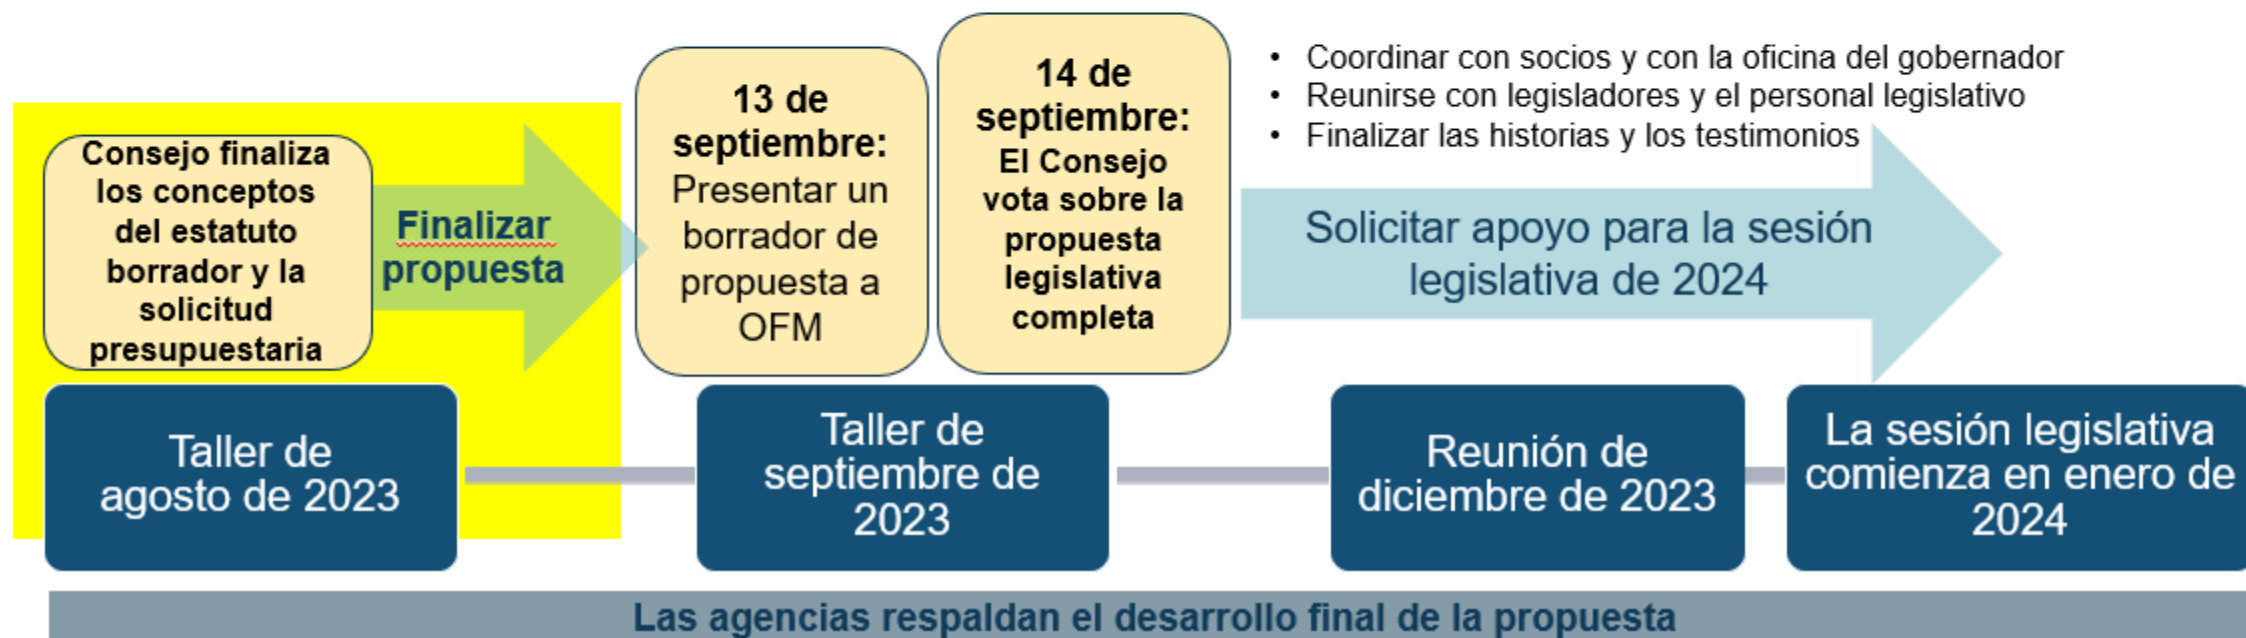 Consejo finaliza
los conceptos
del estatuto
borrador y la
solicitud
presupuestaria
Finalizar
propuesta
13 de
septiembre:
Presentar un
borrador de
propuesta a
OFM
14 de
septiembre:
El Consejo
vota sobre la
propuesta
legislativa
completa
• Coordinar con socios y con la oficina del gobernador
• Reunirse con legisladores y el personal legislativo
• Finalizar las historias y los testimonios
Solicitar apoyo para la sesión
legislativa de 2024
Taller de
agosto de 2023
Taller de
septiembre de
2023
Reunión de
diciembre de 2023
La sesión legislativa
comienza en enero de
2024
Las agencias respaldan el desarrollo final de la propuesta